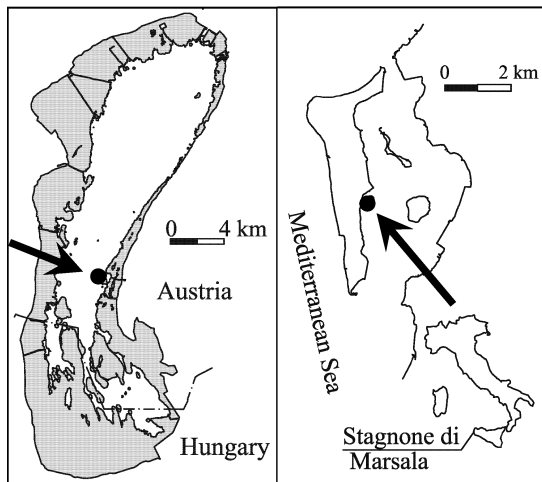 0 4 km
Austria
Hungary
0 2 km
Mediterranean Sea
Stagnone di
Marsala